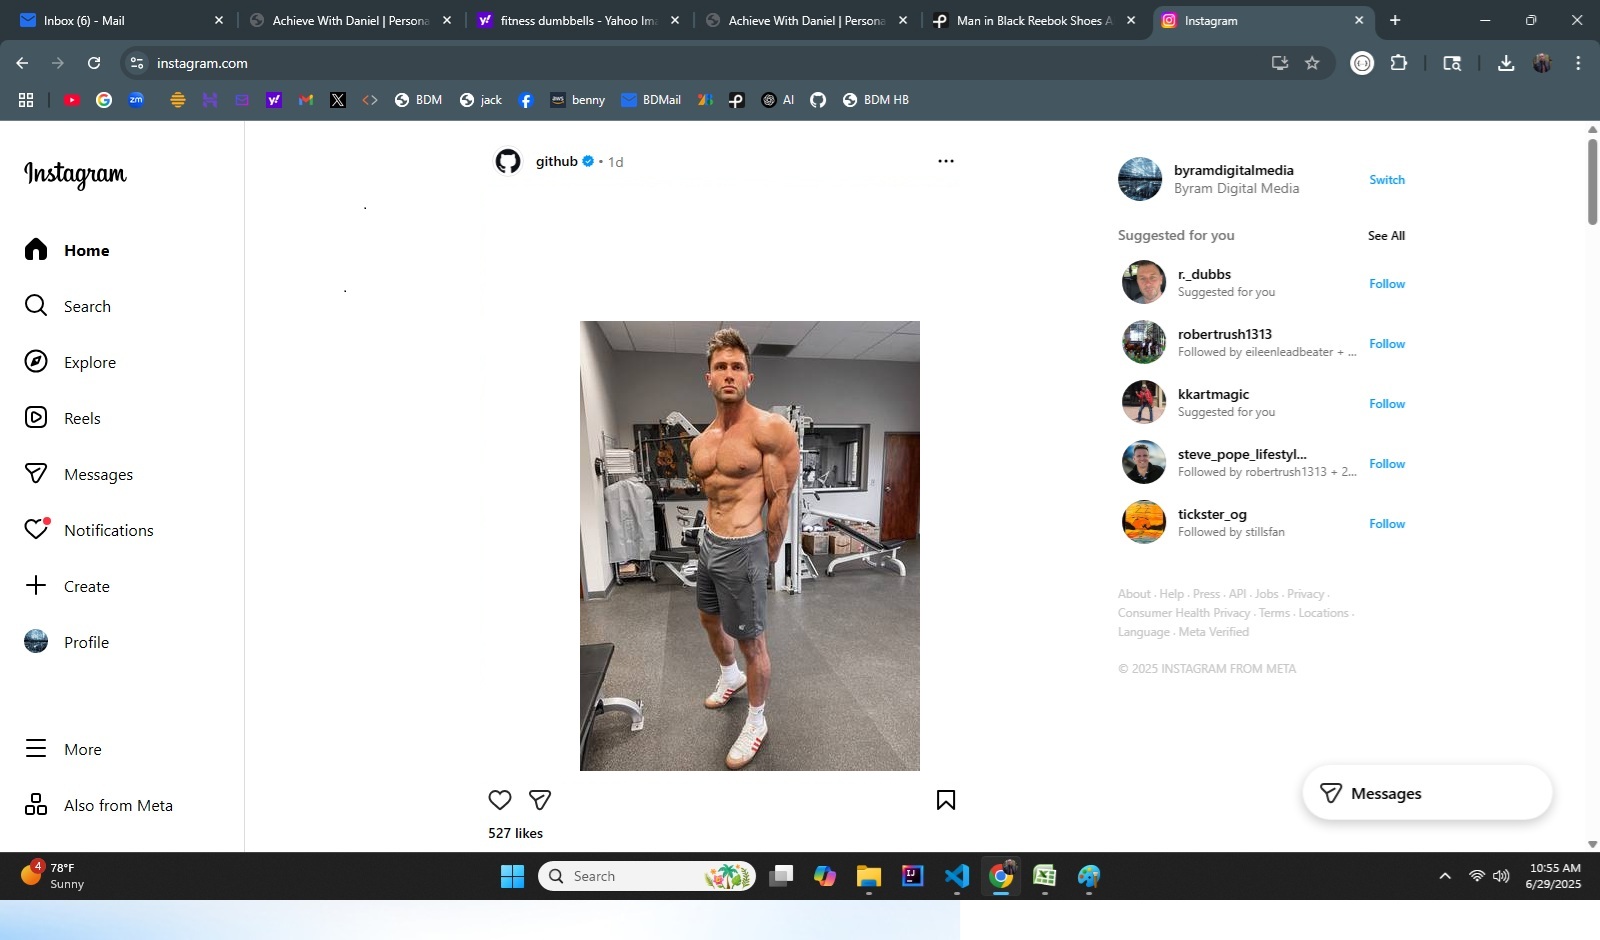 Inbox (6) - Mail
Achieve With Daniel | Persona
fitness dumbbells - Yahoo Im
Achieve With Daniel | Persona
Man in Black Reebok Shoes A
Instagram
instagram.com
BDM
jack
benny
BDMail
AI
BDM HB
Instagram
Home
Search
Explore
Reels
Messages
Notifications
Create
Profile
More
Also from Meta
github • 1d
527 likes
byramdigitalmedia
Byram Digital Media
Switch
Suggested for you
See All
r._dubbs
Suggested for you
Follow
robertrush1313
Followed by eileenleadbeater + ...
Follow
kkartmagic
Suggested for you
Follow
steve_pope_lifestyl...
Followed by robertrush1313 + 2...
Follow
tickster_og
Followed by stillsfan
Follow
About · Help · Press · API · Jobs · Privacy ·
Consumer Health Privacy · Terms · Locations ·
Language · Meta Verified
© 2025 INSTAGRAM FROM META
Messages
4
78°F
Sunny
Search
10:55 AM
6/29/2025